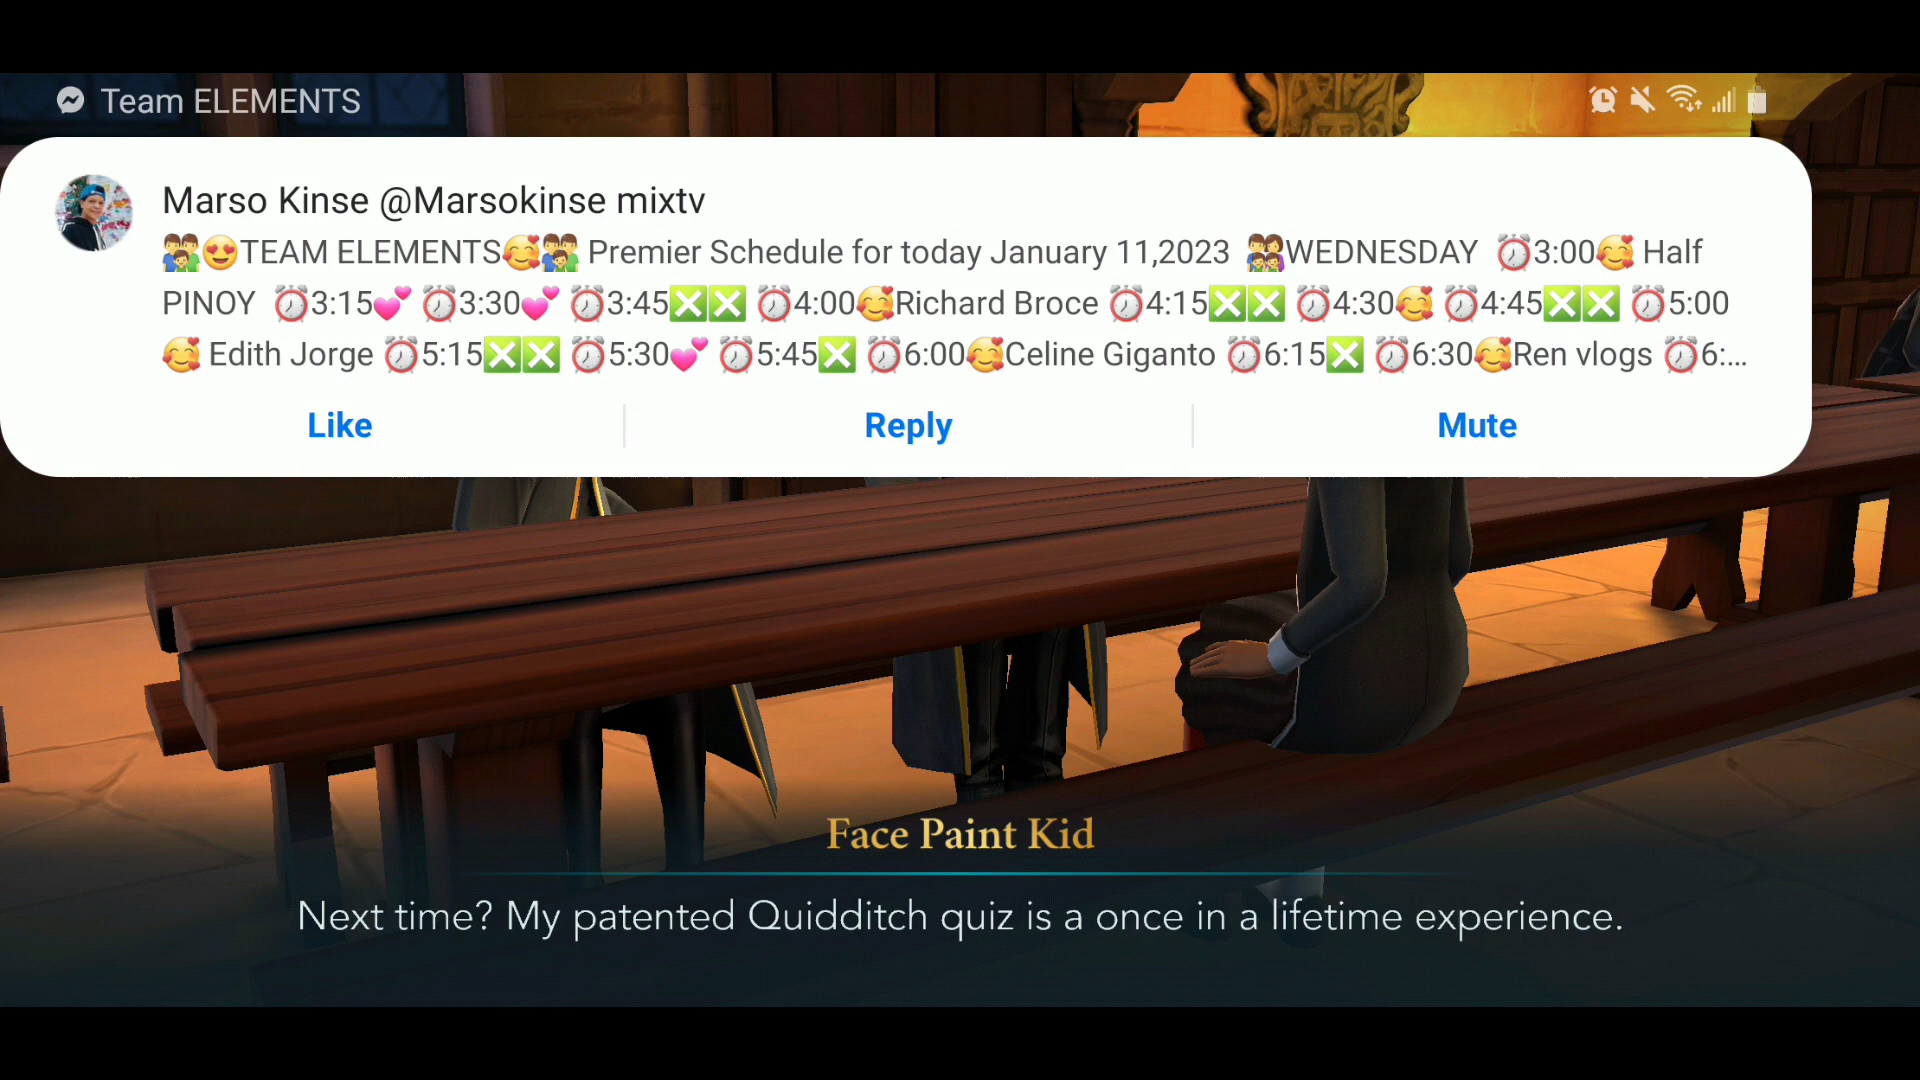 Team ELEMENTS
Marso Kinse @Marsokinse mixtv
👨‍👨‍👦‍👦😍TEAM ELEMENTS🥰👨‍👨‍👦‍👦 Premier Schedule for today January 11,2023 👨‍👩‍👧‍👦WEDNESDAY ⏰3:00🥰 Half
PINOY ⏰3:15💕 ⏰3:30💕 ⏰3:45❎❎ ⏰4:00🥰Richard Broce ⏰4:15❎❎ ⏰4:30🥰 ⏰4:45❎❎ ⏰5:00
🥰 Edith Jorge ⏰5:15❎❎ ⏰5:30💕 ⏰5:45❎ ⏰6:00🥰Celine Giganto ⏰6:15❎ ⏰6:30🥰Ren vlogs ⏰6:...
Like Reply Mute
Face Paint Kid
Next time? My patented Quidditch quiz is a once in a lifetime experience.